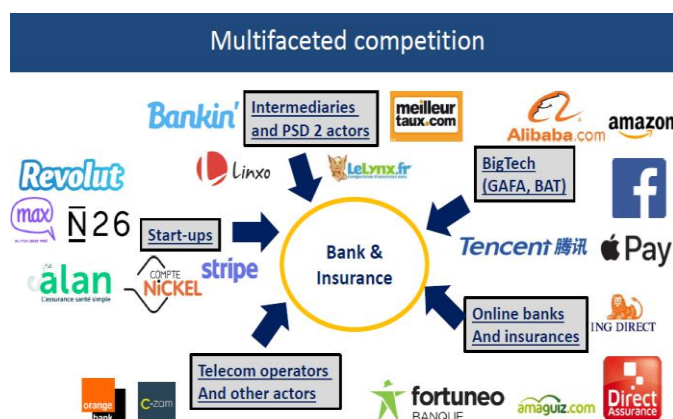 Multifaceted competition
Bankin'
Intermediaries
and PSD 2 actors
meilleur
taux.com
Alibaba.com
amazon
Revolut
Linxo
LeLynx.fr
BigTech
(GAFA, BAT)
max
N26
Start-ups
Bank &
Insurance
Tencent 腾讯
Pay
alan
L'assurance santé simple
COMPTE
NiCKEL
stripe
Online banks
And insurances
ING DIRECT
Telecom operators
And other actors
orange
bank
C-zam
fortuneo
BANQUE
amaguiz.com
Direct
Assurance